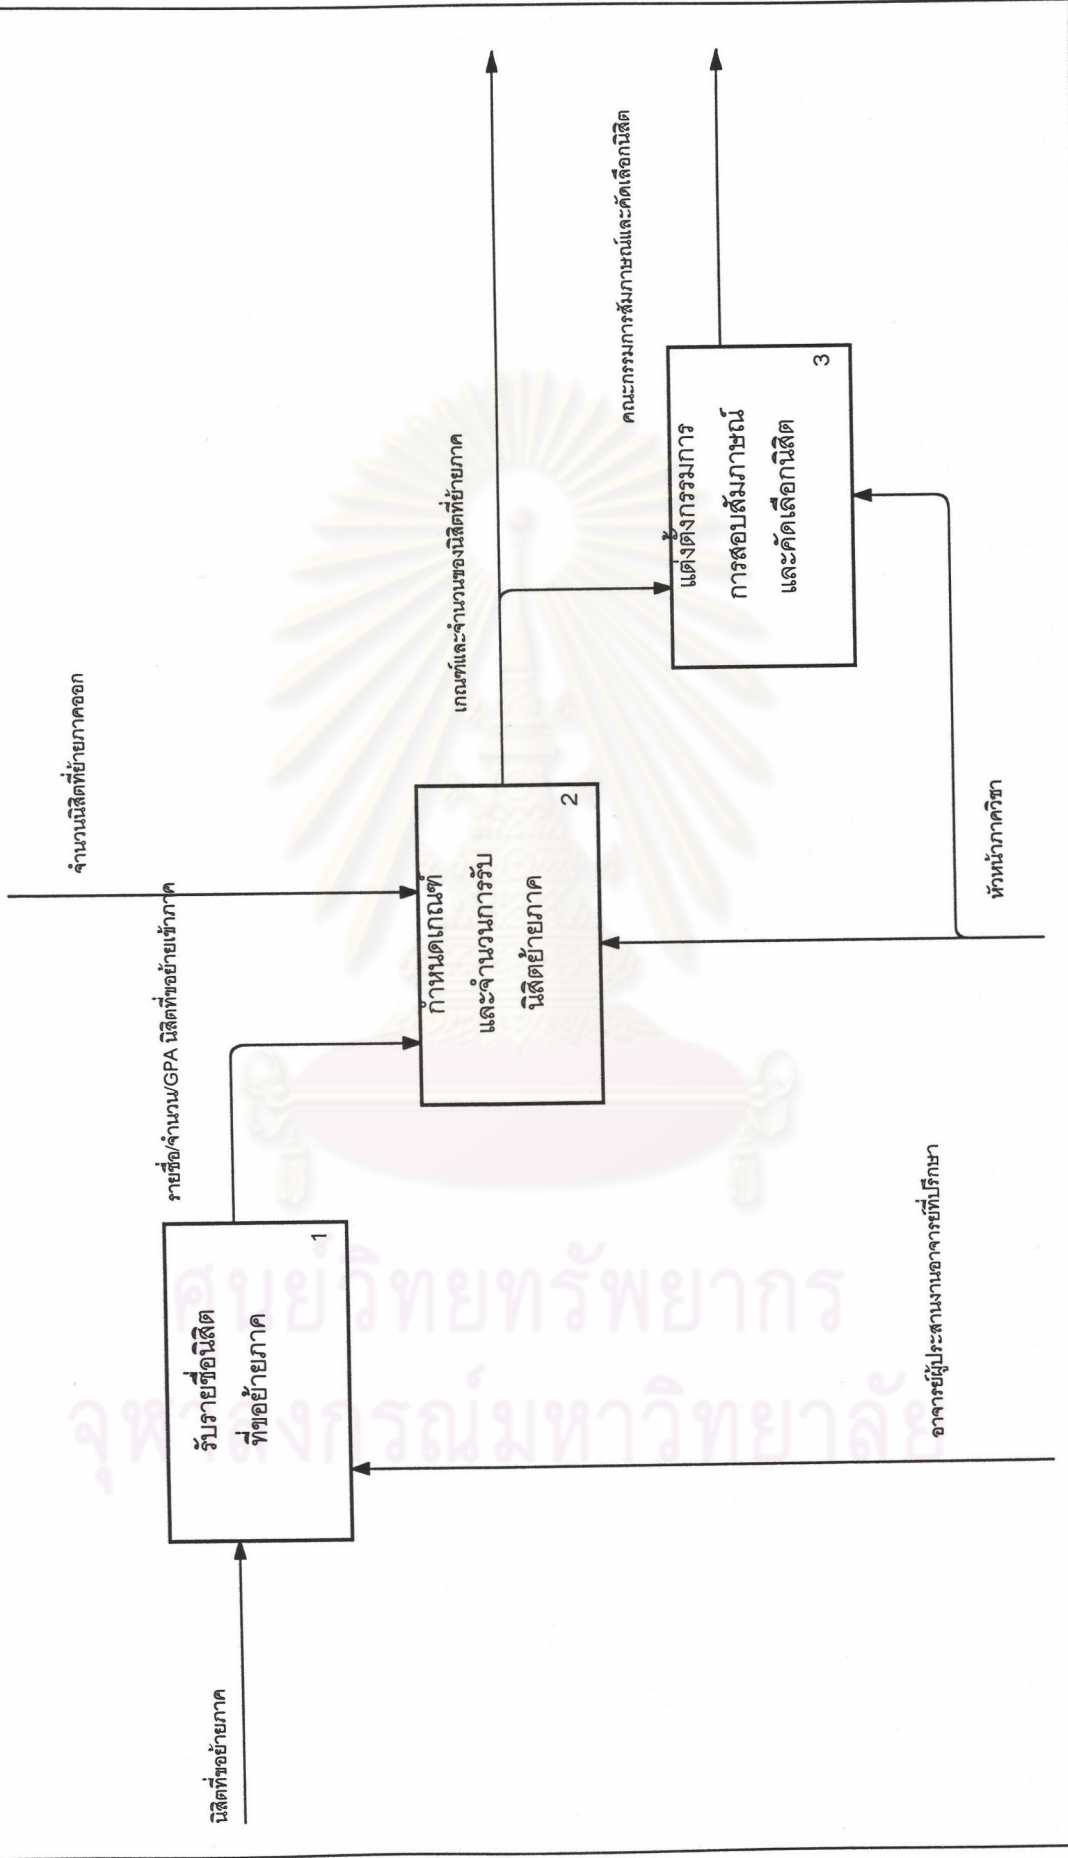 จำนวนนิสิตที่ย้ายภาคออก
นิสิตที่ขอย้ายภาค
รับรายชื่อนิสิต
ที่ขอย้ายภาค
1
รายชื่อ/จำนวน/GPA นิสิตที่ขอย้ายเข้าภาค
กำหนดเกณฑ์
และจำนวนการรับ
นิสิตย้ายภาค
2
เกณฑ์และจำนวนของนิสิตที่ย้ายภาค
แต่งตั้งกรรมการ
การสอบสัมภาษณ์
และคัดเลือกนิสิต
3
คณะกรรมการสัมภาษณ์และคัดเลือกนิสิต
อาจารย์ผู้ประสานงานอาจารย์ที่ปรึกษา
หัวหน้าภาควิชา
ศูนย์วิทยทรัพยากร
จุฬาลงกรณ์มหาวิทยาลัย